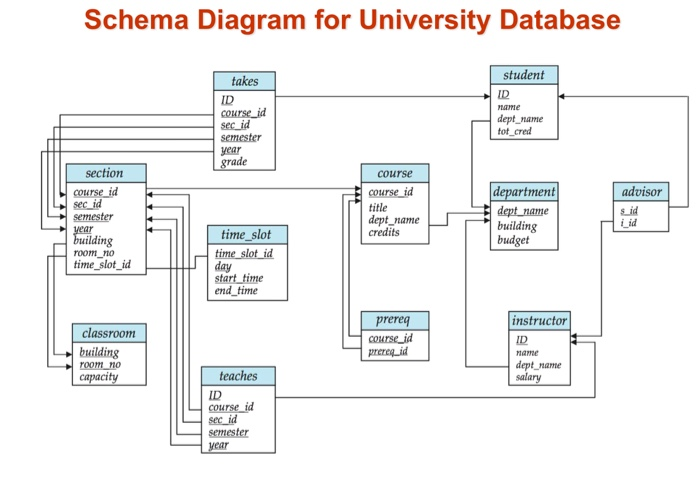 Schema Diagram for University Database
takes
ID
course_id
sec_id
semester
year
grade
student
ID
name
dept_name
tot_cred
section
course_id
sec_id
semester
year
building
room_no
time_slot_id
course
course_id
title
dept_name
credits
department
dept_name
building
budget
advisor
s_id
i_id
time_slot
time_slot_id
day
start_time
end_time
prereq
course_id
prereq_id
instructor
ID
name
dept_name
salary
classroom
building
room_no
capacity
teaches
ID
course_id
sec_id
semester
year